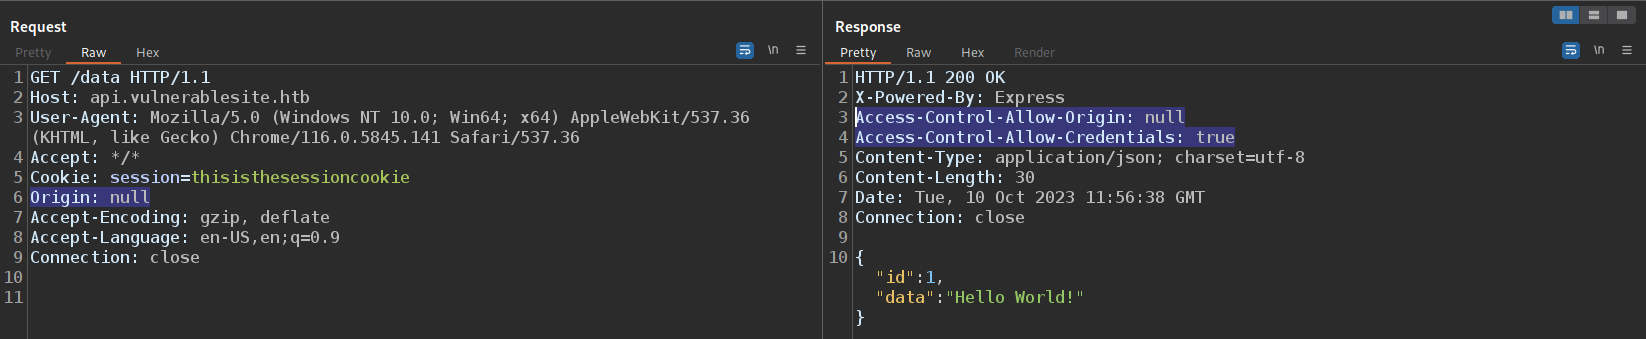 Request
Pretty Raw Hex \n ≡
1 GET /data HTTP/1.1
2 Host: api.vulnerablesite.htb
3 User-Agent: Mozilla/5.0 (Windows NT 10.0; Win64; x64) AppleWebKit/537.36
(KHTML, like Gecko) Chrome/116.0.5845.141 Safari/537.36
4 Accept: */*
5 Cookie: session=thisisthesessioncookie
6 Origin: null
7 Accept-Encoding: gzip, deflate
8 Accept-Language: en-US,en;q=0.9
9 Connection: close
10
11
Response
Pretty Raw Hex Render \n ≡
1 HTTP/1.1 200 OK
2 X-Powered-By: Express
3 Access-Control-Allow-Origin: null
4 Access-Control-Allow-Credentials: true
5 Content-Type: application/json; charset=utf-8
6 Content-Length: 30
7 Date: Tue, 10 Oct 2023 11:56:38 GMT
8 Connection: close
9
10 {
"id":1,
"data":"Hello World!"
}